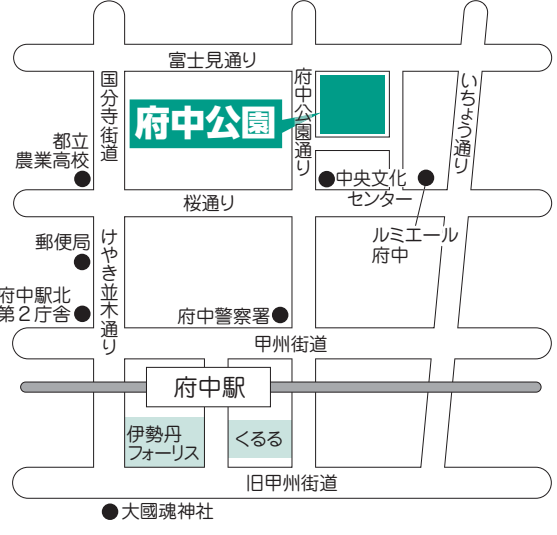 富士見通り
国分寺街道
府中公園
府中公園通り
いちょう通り
都立
農業高校
中央文化
センター
桜通り
ルミエール
府中
郵便局
けやき並木通り
府中駅北
第2庁舎
府中警察署
甲州街道
府中駅
伊勢丹
フォーリス
くるる
旧甲州街道
大國魂神社